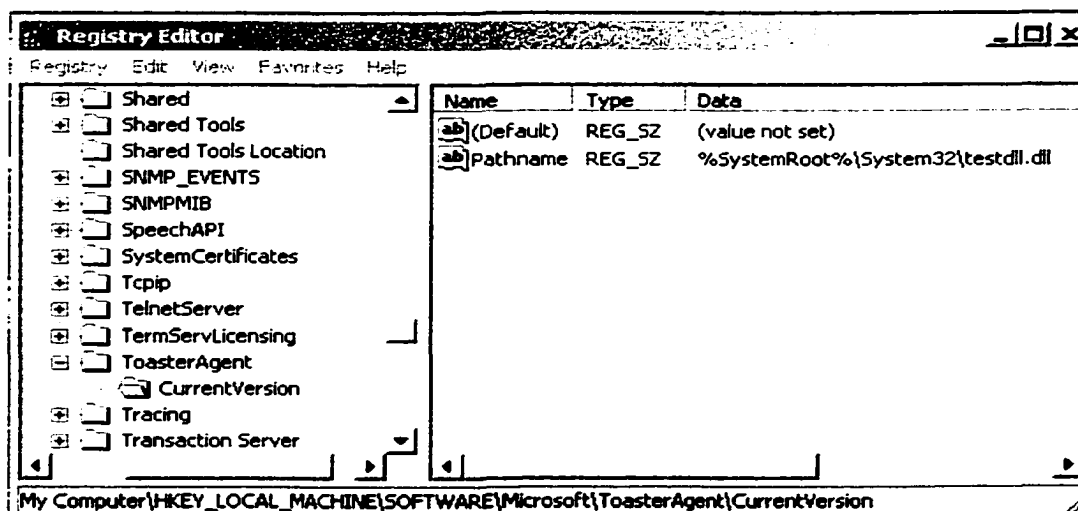 Registry Editor
Registry Edit View Favorites Help
Shared
Shared Tools
Shared Tools Location
SNMP_EVENTS
SNMPMIB
SpeechAPI
SystemCertificates
Tcpip
TelnetServer
TermServLicensing
ToasterAgent
CurrentVersion
Tracing
Transaction Server
Name Type Data
ab (Default) REG_SZ (value not set)
ab Pathname REG_SZ %SystemRoot%\System32\testdll.dll
My Computer\HKEY_LOCAL_MACHINE\SOFTWARE\Microsoft\ToasterAgent\CurrentVersion